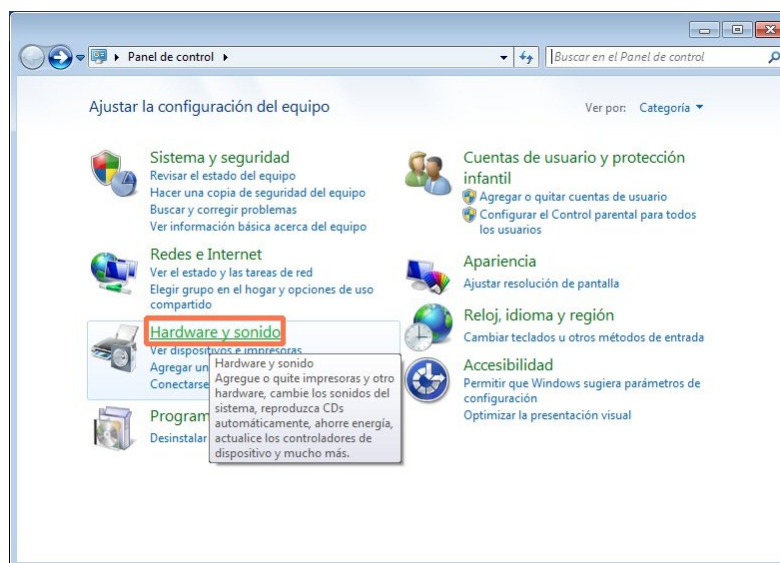 Panel de control
Buscar en el Panel de control
Ajustar la configuración del equipo
Ver por: Categoría
Sistema y seguridad
Revisar el estado del equipo
Hacer una copia de seguridad del equipo
Buscar y corregir problemas
Ver información básica acerca del equipo
Redes e Internet
Ver el estado y las tareas de red
Elegir grupo en el hogar y opciones de uso
compartido
Hardware y sonido
Ver dispositivos e impresoras
Agregar un
Conectarse
Hardware y sonido
Agregue o quite impresoras y otro
hardware, cambie los sonidos del
sistema, reproduzca CDs
automáticamente, ahorre energía,
actualice los controladores de
dispositivo y mucho más.
Program
Desinstalar
Cuentas de usuario y protección
infantil
Agregar o quitar cuentas de usuario
Configurar el Control parental para todos
los usuarios
Apariencia
Ajustar resolución de pantalla
Reloj, idioma y región
Cambiar teclados u otros métodos de entrada
Accesibilidad
Permitir que Windows sugiera parámetros de
configuración
Optimizar la presentación visual